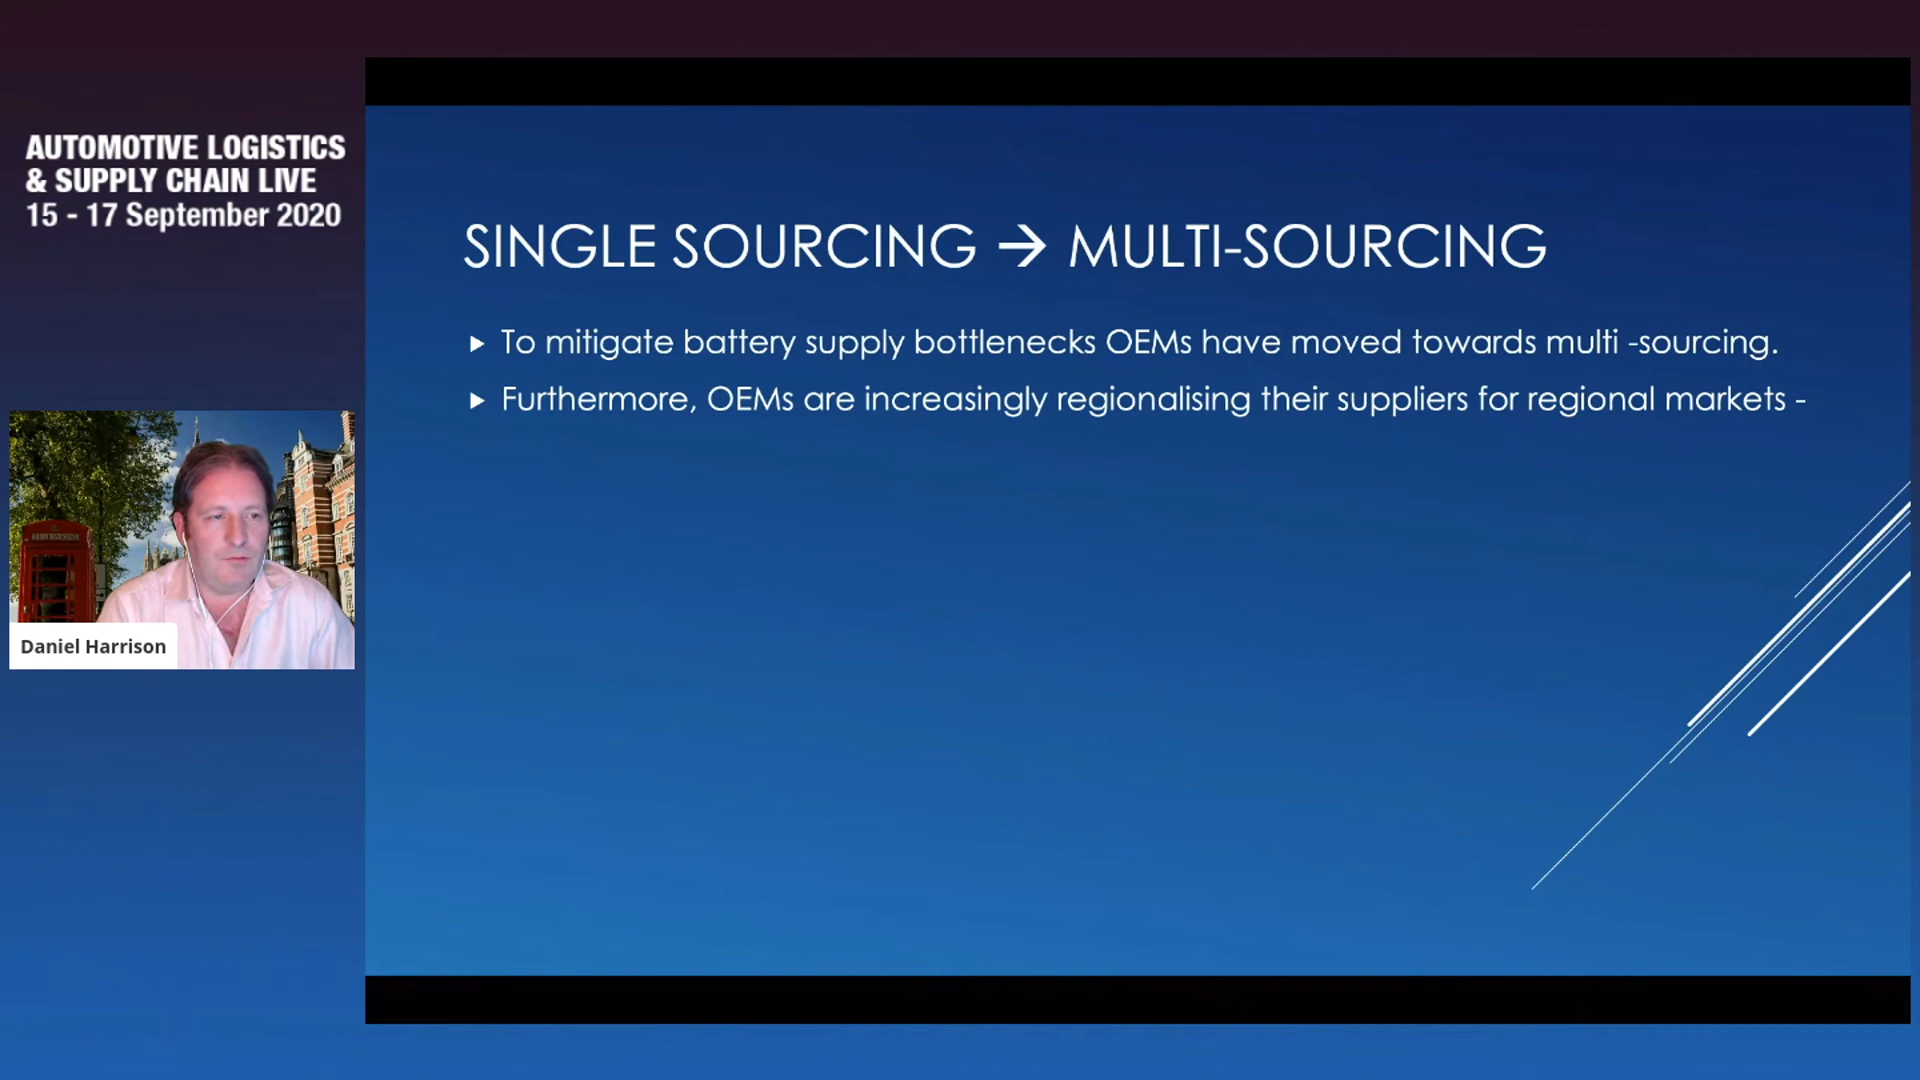 AUTOMOTIVE LOGISTICS
& SUPPLY CHAIN LIVE
15 - 17 September 2020
SINGLE SOURCING → MULTI-SOURCING
To mitigate battery supply bottlenecks OEMs have moved towards multi -sourcing.
Furthermore, OEMs are increasingly regionalising their suppliers for regional markets -
TELEPHONE
Daniel Harrison